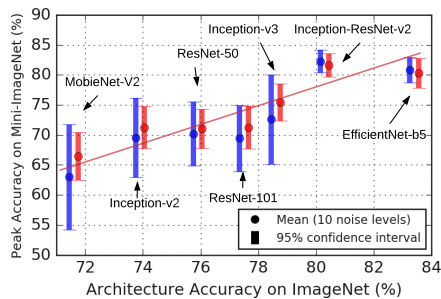 Peak Accuracy on Mini-ImageNet (%)
90
85
80
75
70
65
60
55
50
Inception-v3
Inception-ResNet-v2
ResNet-50
MobieNet-V2
EfficientNet-b5
ResNet-101
Inception-v2
Mean (10 noise levels)
95% confidence interval
72
74
76
78
80
82
84
Architecture Accuracy on ImageNet (%)